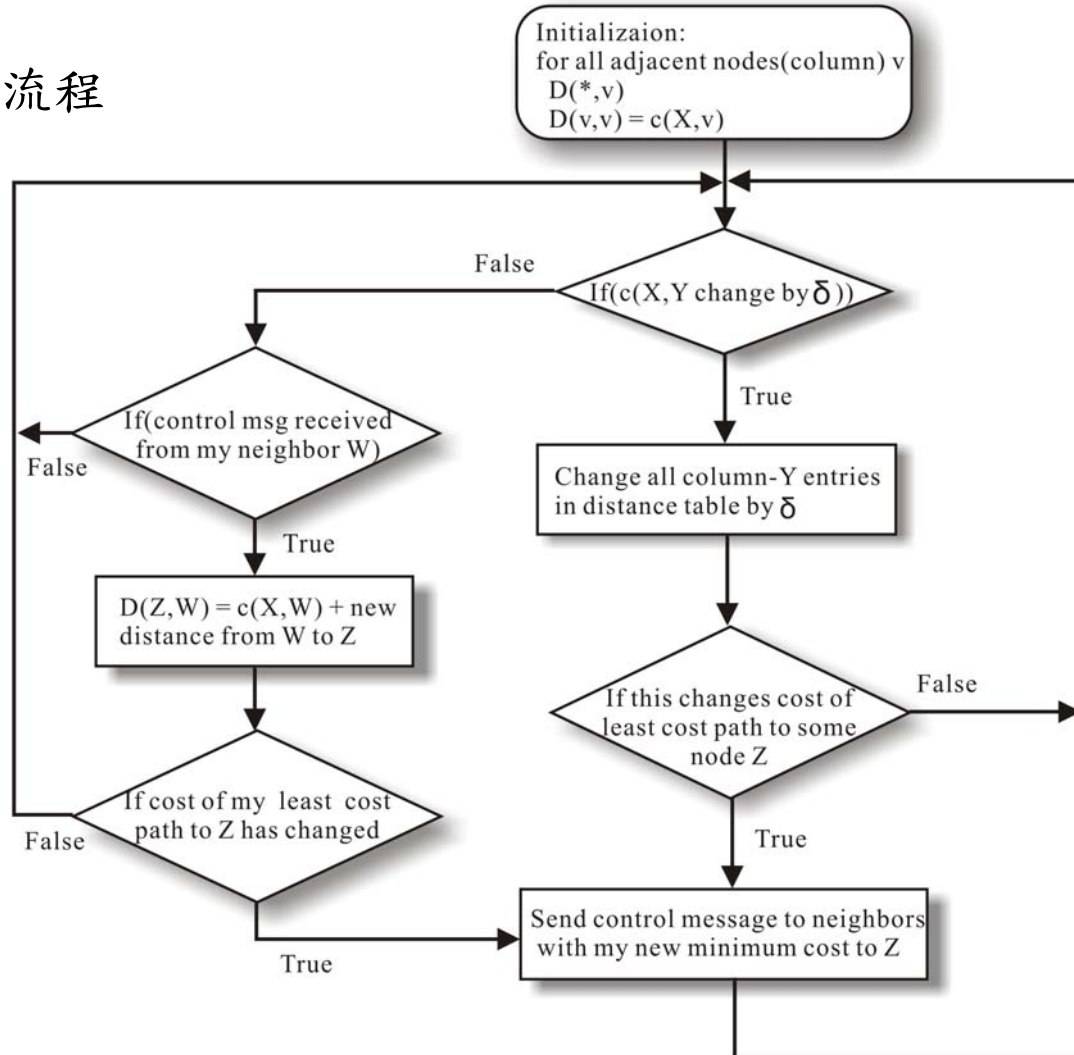 流程
Initializaion:
for all adjacent nodes(column) v
D(*,v)
D(v,v) = c(X,v)
False
If(c(X,Y change by δ))
True
If(control msg received
from my neighbor W)
False
True
Change all column-Y entries
in distance table by δ
D(Z,W) = c(X,W) + new
distance from W to Z
If this changes cost of
least cost path to some
node Z
False
True
If cost of my least cost
path to Z has changed
False
True
Send control message to neighbors
with my new minimum cost to Z